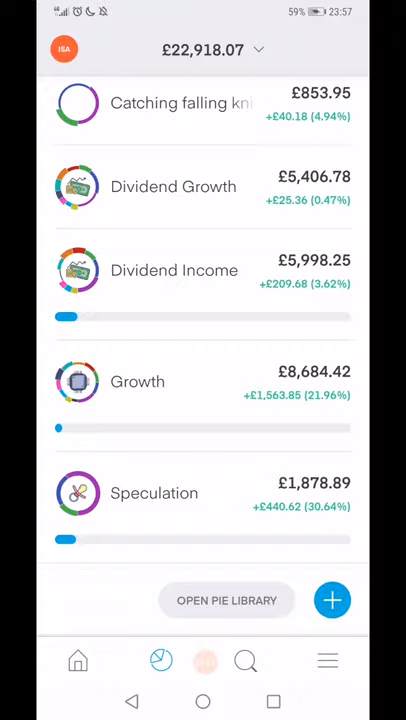 59% 23:57
ISA
£22,918.07
Catching falling kni
£853.95
+£40.18 (4.94%)
Dividend Growth
£5,406.78
+£25.36 (0.47%)
Dividend Income
£5,998.25
+£209.68 (3.62%)
Growth
£8,684.42
+£1,563.85 (21.96%)
Speculation
£1,878.89
+£440.62 (30.64%)
OPEN PIE LIBRARY